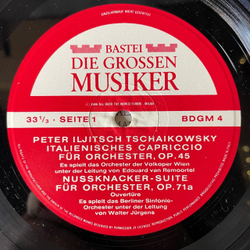 BASTEI
DIE GROSSEN
MUSIKER
33 1/3 · SEITE 1
BDGM 4
PETER ILJITSCH TSCHAIKOWSKY
ITALIENISCHES CAPRICCIO
FÜR ORCHESTER, OP. 45
Es spielt das Orchester der Volksoper Wien
unter der Leitung von Edouard van Remoortel
NUSSKNACKER-SUITE
FÜR ORCHESTER, OP. 71a
Ouvertüre
Es spielt das Berliner Sinfonie-
Orchester unter der Leitung
von Walter Jürgens